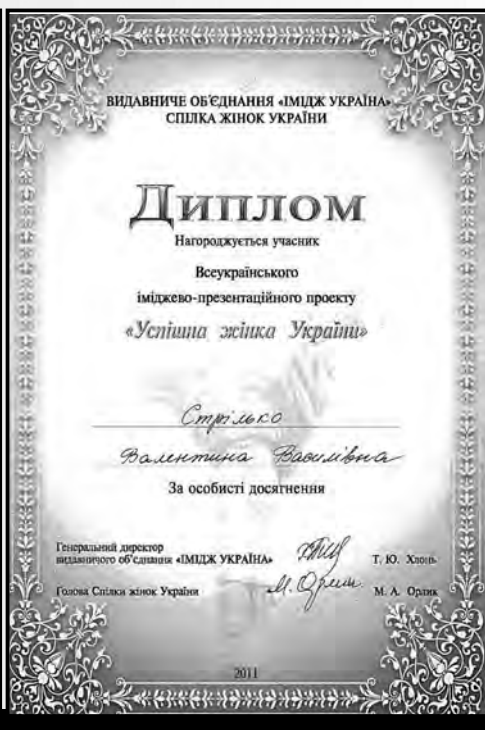 ВИДАВНИЧЕ ОБ'ЄДНАННЯ «ІМІДЖ УКРАЇНА»
СПІЛКА ЖІНОК УКРАЇНИ
Диплом
Нагороджується учасник
Всеукраїнського
іміджево-презентаційного проекту
«Успішна жінка України»
Стрілько
Валентина Василівна
За особисті досягнення
Генеральний директор
видавничого об'єднання «ІМІДЖ УКРАЇНА» Т. Ю. Хлонь
Голова Спілки жінок України М. Орлик М. А. Орлик
2011